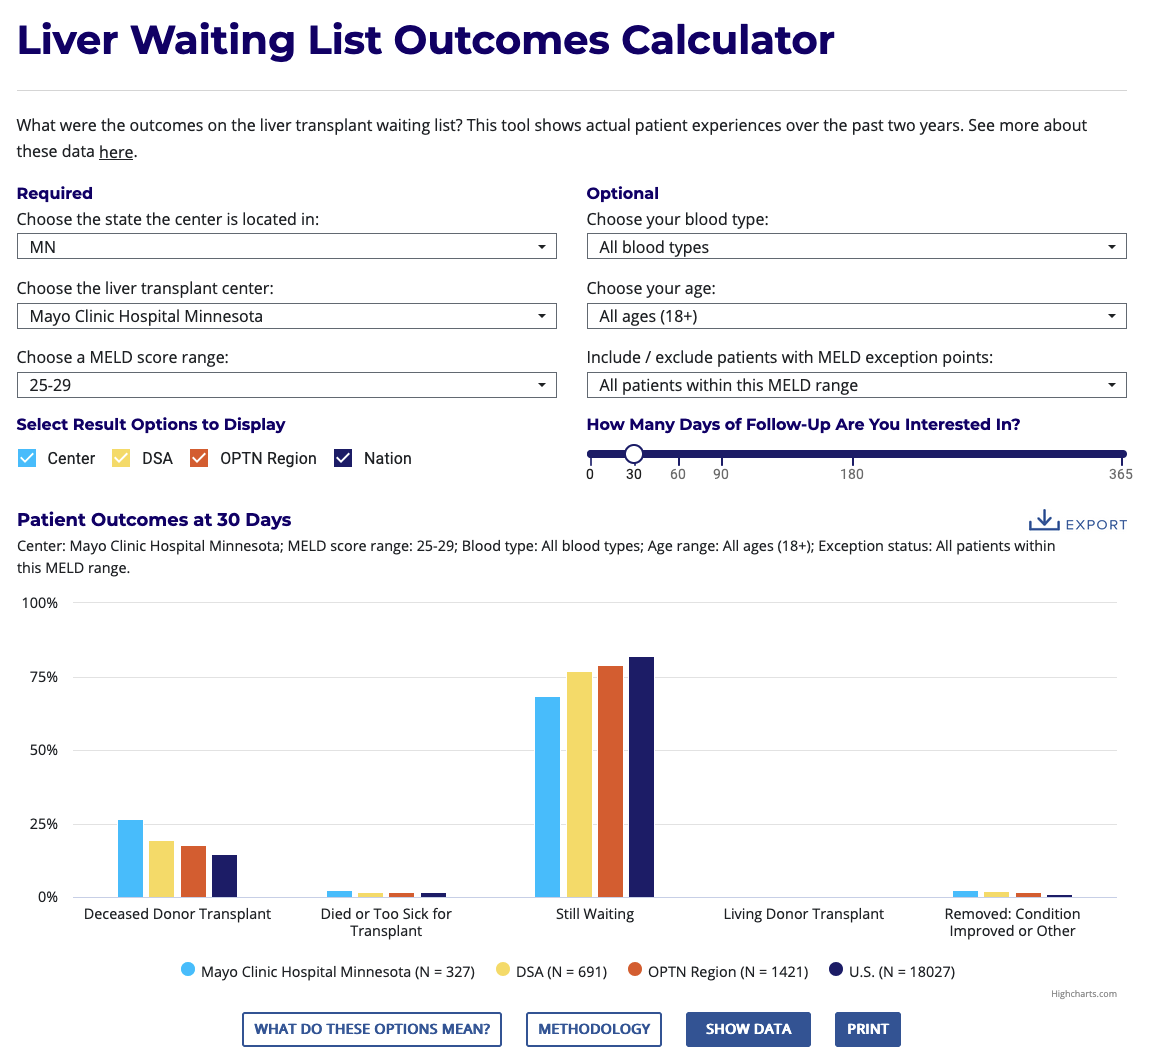 Liver Waiting List Outcomes Calculator
What were the outcomes on the liver transplant waiting list? This tool shows actual patient experiences over the past two years. See more about
these data here.
Required
Choose the state the center is located in:
MN
Choose the liver transplant center:
Mayo Clinic Hospital Minnesota
Choose a MELD score range:
25-29
Optional
Choose your blood type:
All blood types
Choose your age:
All ages (18+)
Include / exclude patients with MELD exception points:
All patients within this MELD range
Select Result Options to Display
Center DSA OPTN Region Nation
How Many Days of Follow-Up Are You Interested In?
0 30 60 90 180 365
Patient Outcomes at 30 Days
EXPORT
Center: Mayo Clinic Hospital Minnesota; MELD score range: 25-29; Blood type: All blood types; Age range: All ages (18+); Exception status: All patients within
this MELD range.
100%
75%
50%
25%
0%
Deceased Donor Transplant
Died or Too Sick for
Transplant
Still Waiting
Living Donor Transplant
Removed: Condition
Improved or Other
Mayo Clinic Hospital Minnesota (N = 327) DSA (N = 691) OPTN Region (N = 1421) U.S. (N = 18027)
Highcharts.com
WHAT DO THESE OPTIONS MEAN? METHODOLOGY SHOW DATA PRINT